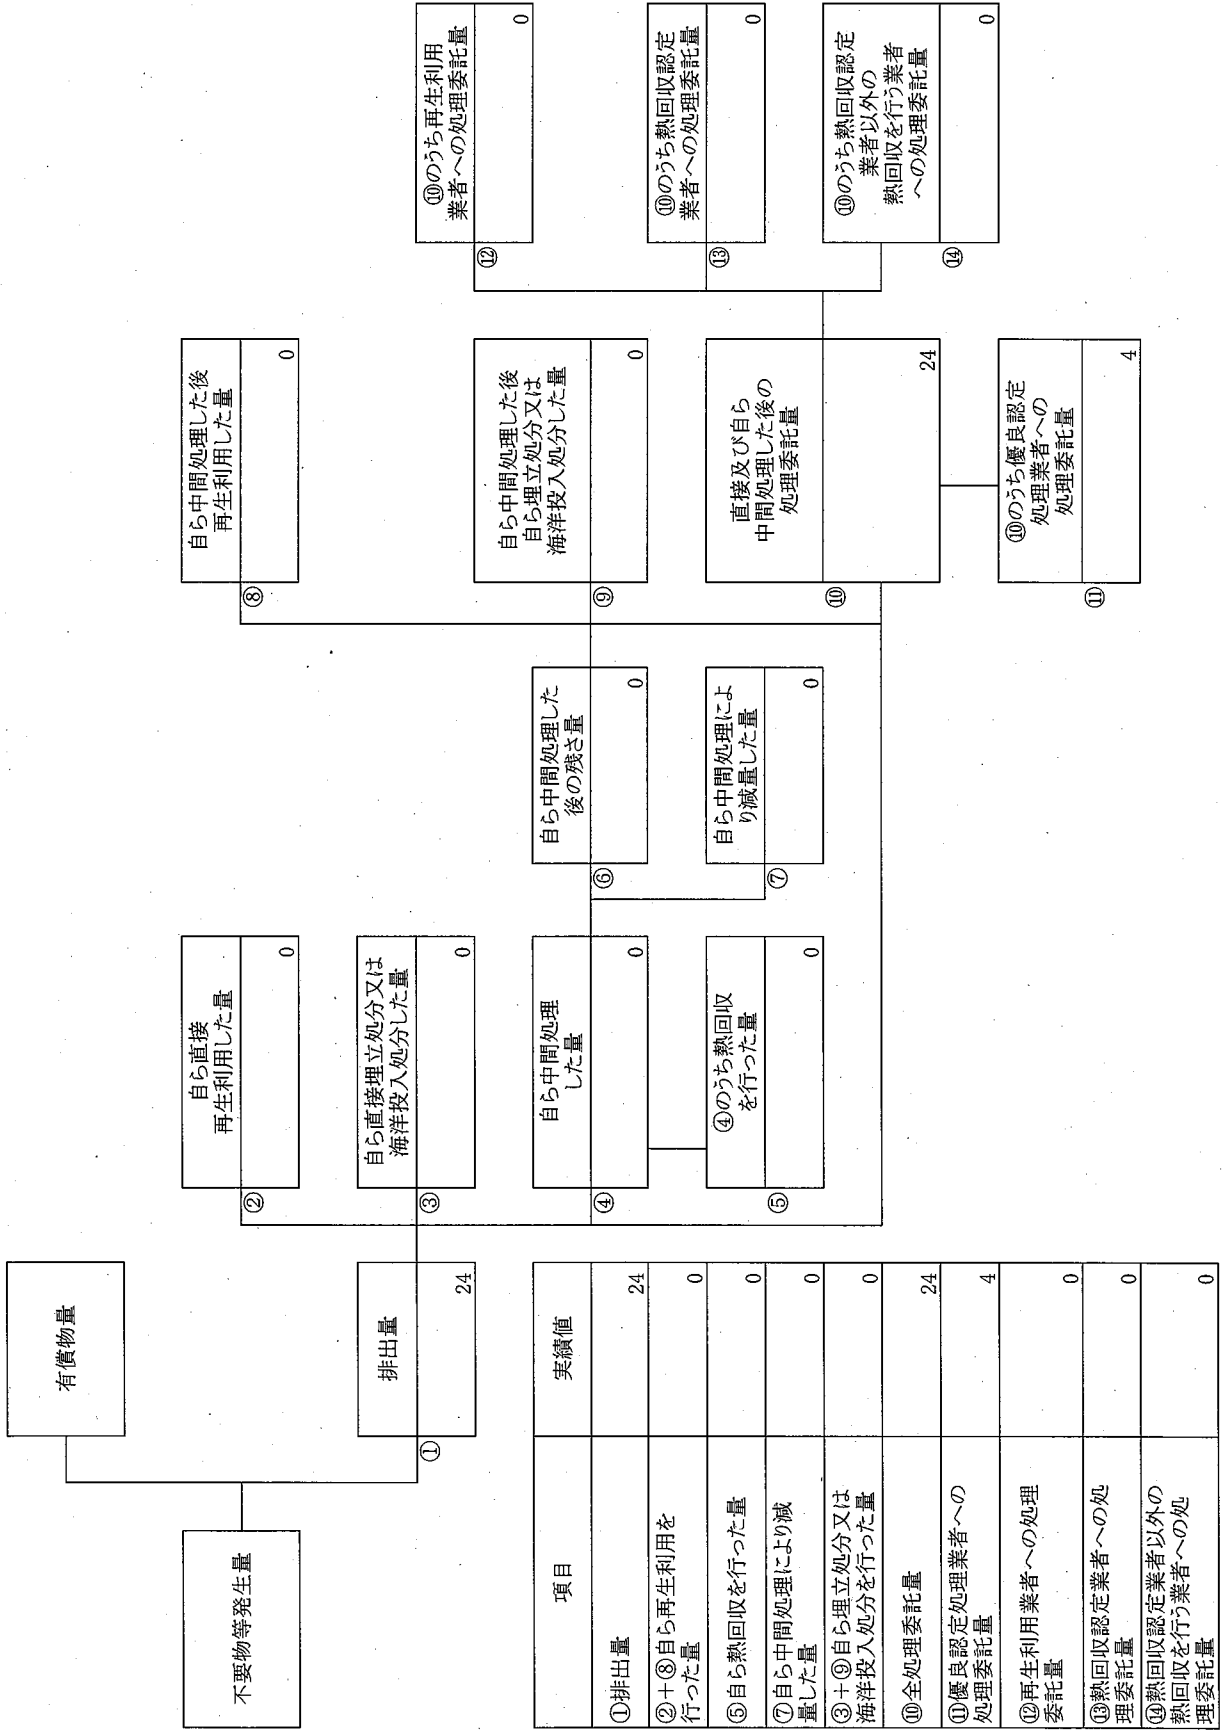 有償物量
不要物等発生量
排出量
①
24
自ら直接
再生利用した量
②
0
自ら直接埋立処分又は
海洋投入処分した量
③
0
自ら中間処理
した量
④
0
④のうち熱回収
を行った量
⑤
0
自ら中間処理した
後の残さ量
⑥
0
自ら中間処理によ
り減量した量
⑦
0
自ら中間処理した後
再生利用した量
⑧
0
自ら中間処理した後
自ら埋立処分又は
海洋投入処分した量
⑨
0
直接及び自ら
中間処理した後の
処理委託量
⑩
24
⑩のうち優良認定
処理業者への
処理委託量
⑪
4
⑩のうち再生利用
業者への処理委託量
⑫
0
⑩のうち熱回収認定
業者への処理委託量
⑬
0
⑩のうち熱回収認定
業者以外の
熱回収を行う業者
への処理委託量
⑭
0
項目 実績値
①排出量 24
②+⑧自ら再生利用を
行った量 0
⑤自ら熱回収を行った量 0
⑦自ら中間処理により減
量した量 0
③+⑨自ら埋立処分又は
海洋投入処分を行った量 0
⑩全処理委託量 24
⑪優良認定処理業者への
処理委託量 4
⑫再生利用業者への処理
委託量 0
⑬熱回収認定業者への処
理委託量 0
⑭熱回収認定業者以外の
熱回収を行う業者への処
理委託量 0